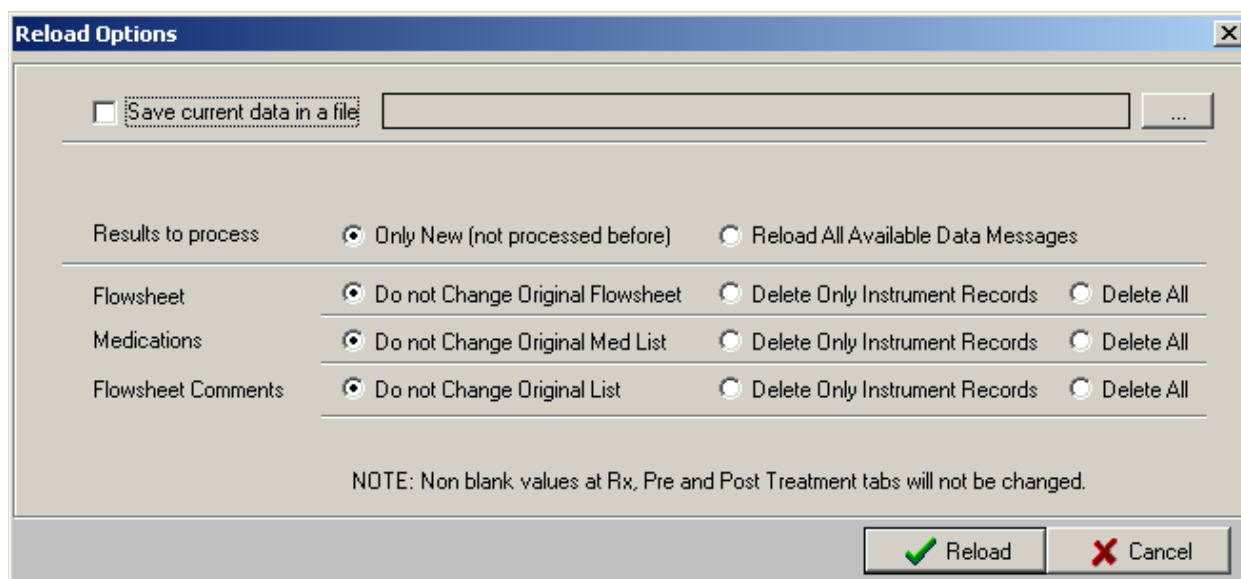 Reload Options
Save current data in a file ...
Results to process Only New (not processed before) Reload All Available Data Messages
Flowsheet Do not Change Original Flowsheet Delete Only Instrument Records Delete All
Medications Do not Change Original Med List Delete Only Instrument Records Delete All
Flowsheet Comments Do not Change Original List Delete Only Instrument Records Delete All
NOTE: Non blank values at Rx, Pre and Post Treatment tabs will not be changed.
Reload Cancel